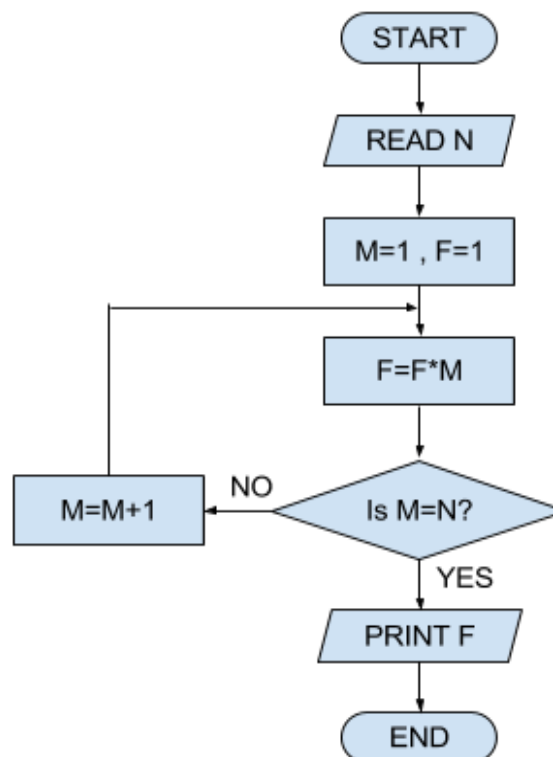 START
READ N
M=1 , F=1
F=F*M
NO
M=M+1
Is M=N?
YES
PRINT F
END